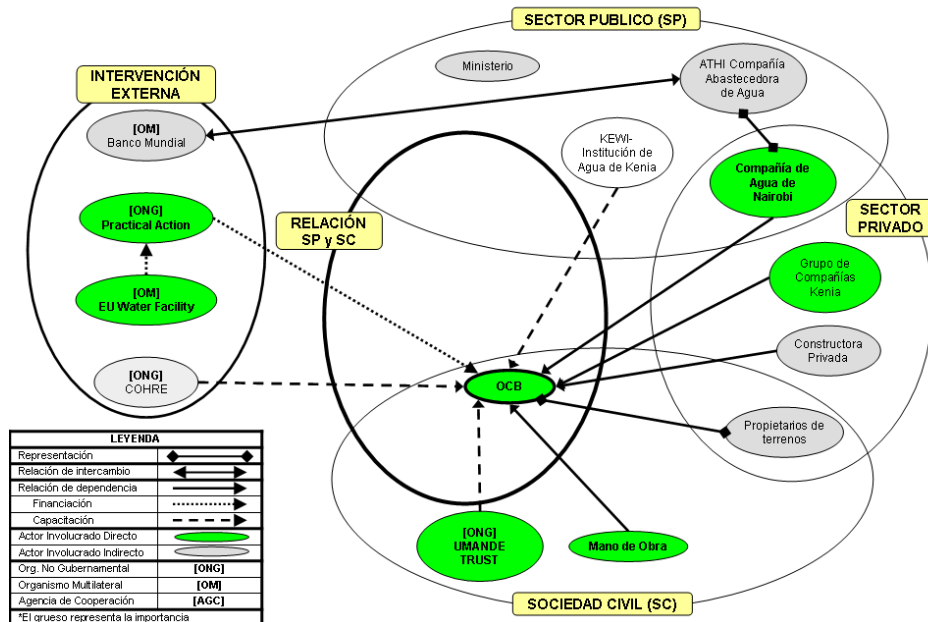 SECTOR PUBLICO (SP)
Ministerio
ATHI Compañía
Abastecedora
de Agua
INTERVENCIÓN
EXTERNA
[OM]
Banco Mundial
KEWI-
Institución de
Agua de Kenia
Compañía de
Agua de
Nairobi
[ONG]
Practical Action
RELACIÓN
SP y SC
SECTOR
PRIVADO
[OM]
EU Water Facility
Grupo de
Compañías
Kenia
Constructora
Privada
[ONG]
COHRE
OCB
Propietarios de
terrenos
[ONG]
UMANDE
TRUST
Mano de Obra
SOCIEDAD CIVIL (SC)
LEYENDA
Representación
Relación de intercambio
Relación de dependencia
Financiación
Capacitación
Actor Involucrado Directo
Actor Involucrado Indirecto
Org. No Gubernamental [ONG]
Organismo Multilateral [OM]
Agencia de Cooperación [AGC]
*El grueso representa la importancia